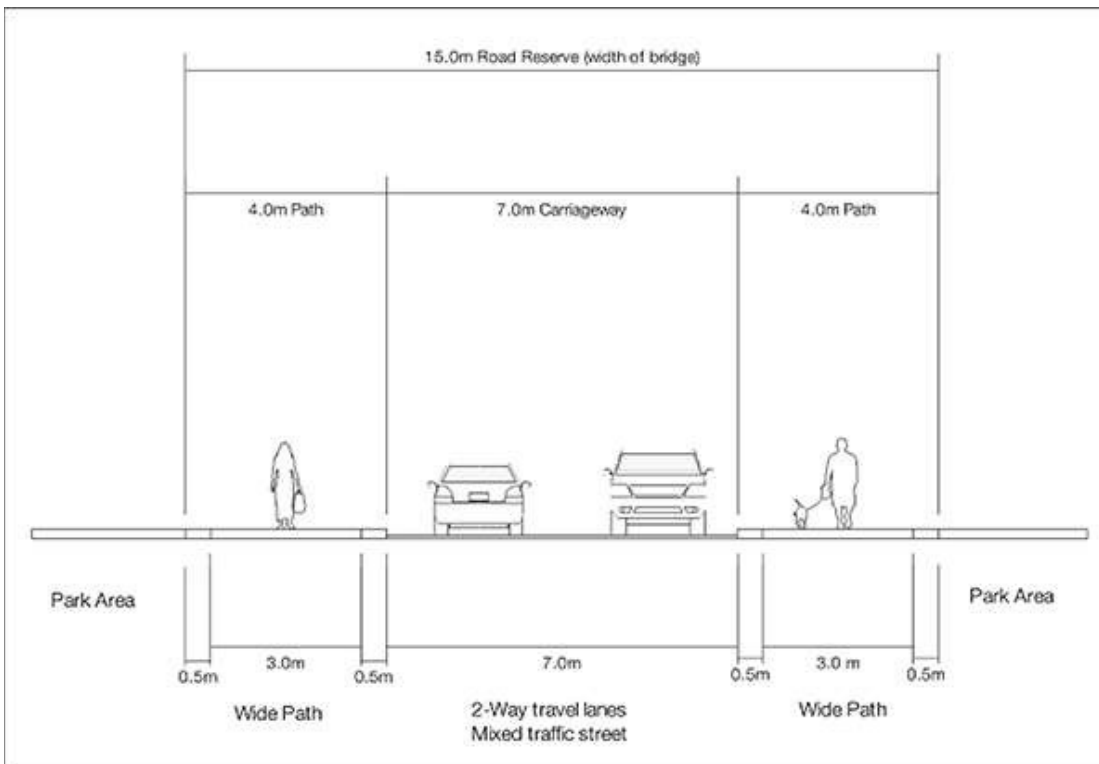 15.0m Road Reserve (width of bridge)
4.0m Path
7.0m Carriageway
4.0m Path
Park Area
Park Area
0.5m
3.0m
0.5m
7.0m
0.5m
3.0 m
0.5m
Wide Path
2-Way travel lanes
Mixed traffic street
Wide Path